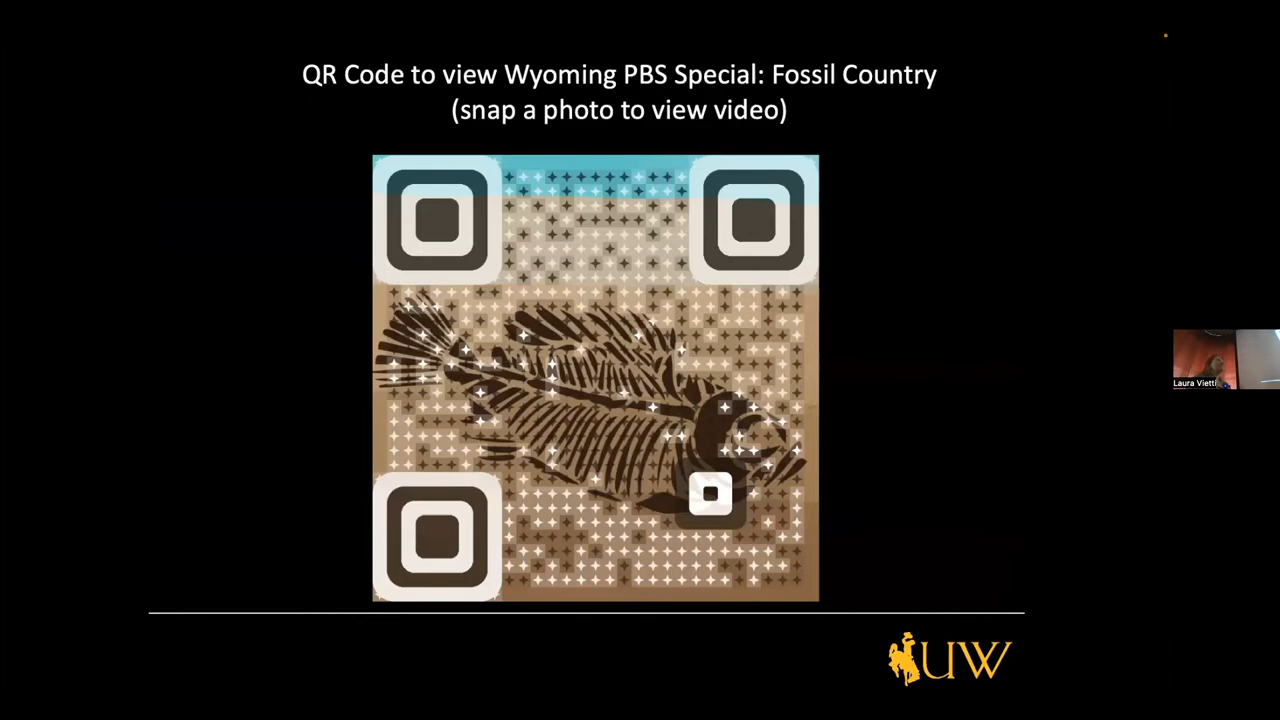 QR Code to view Wyoming PBS Special: Fossil Country
(snap a photo to view video)
Laura Vietti
UW